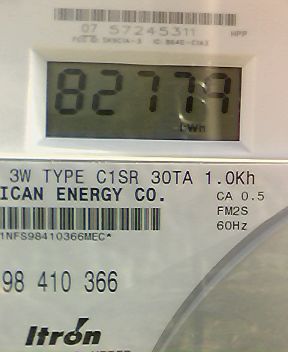 07 57245311 HPP
82779
kWh
3W TYPE C1SR 30TA 1.0Kh
ICAN ENERGY CO. CA 0.5
FM2S
60Hz
1NFS98410366MEC*
98 410 366
Itron